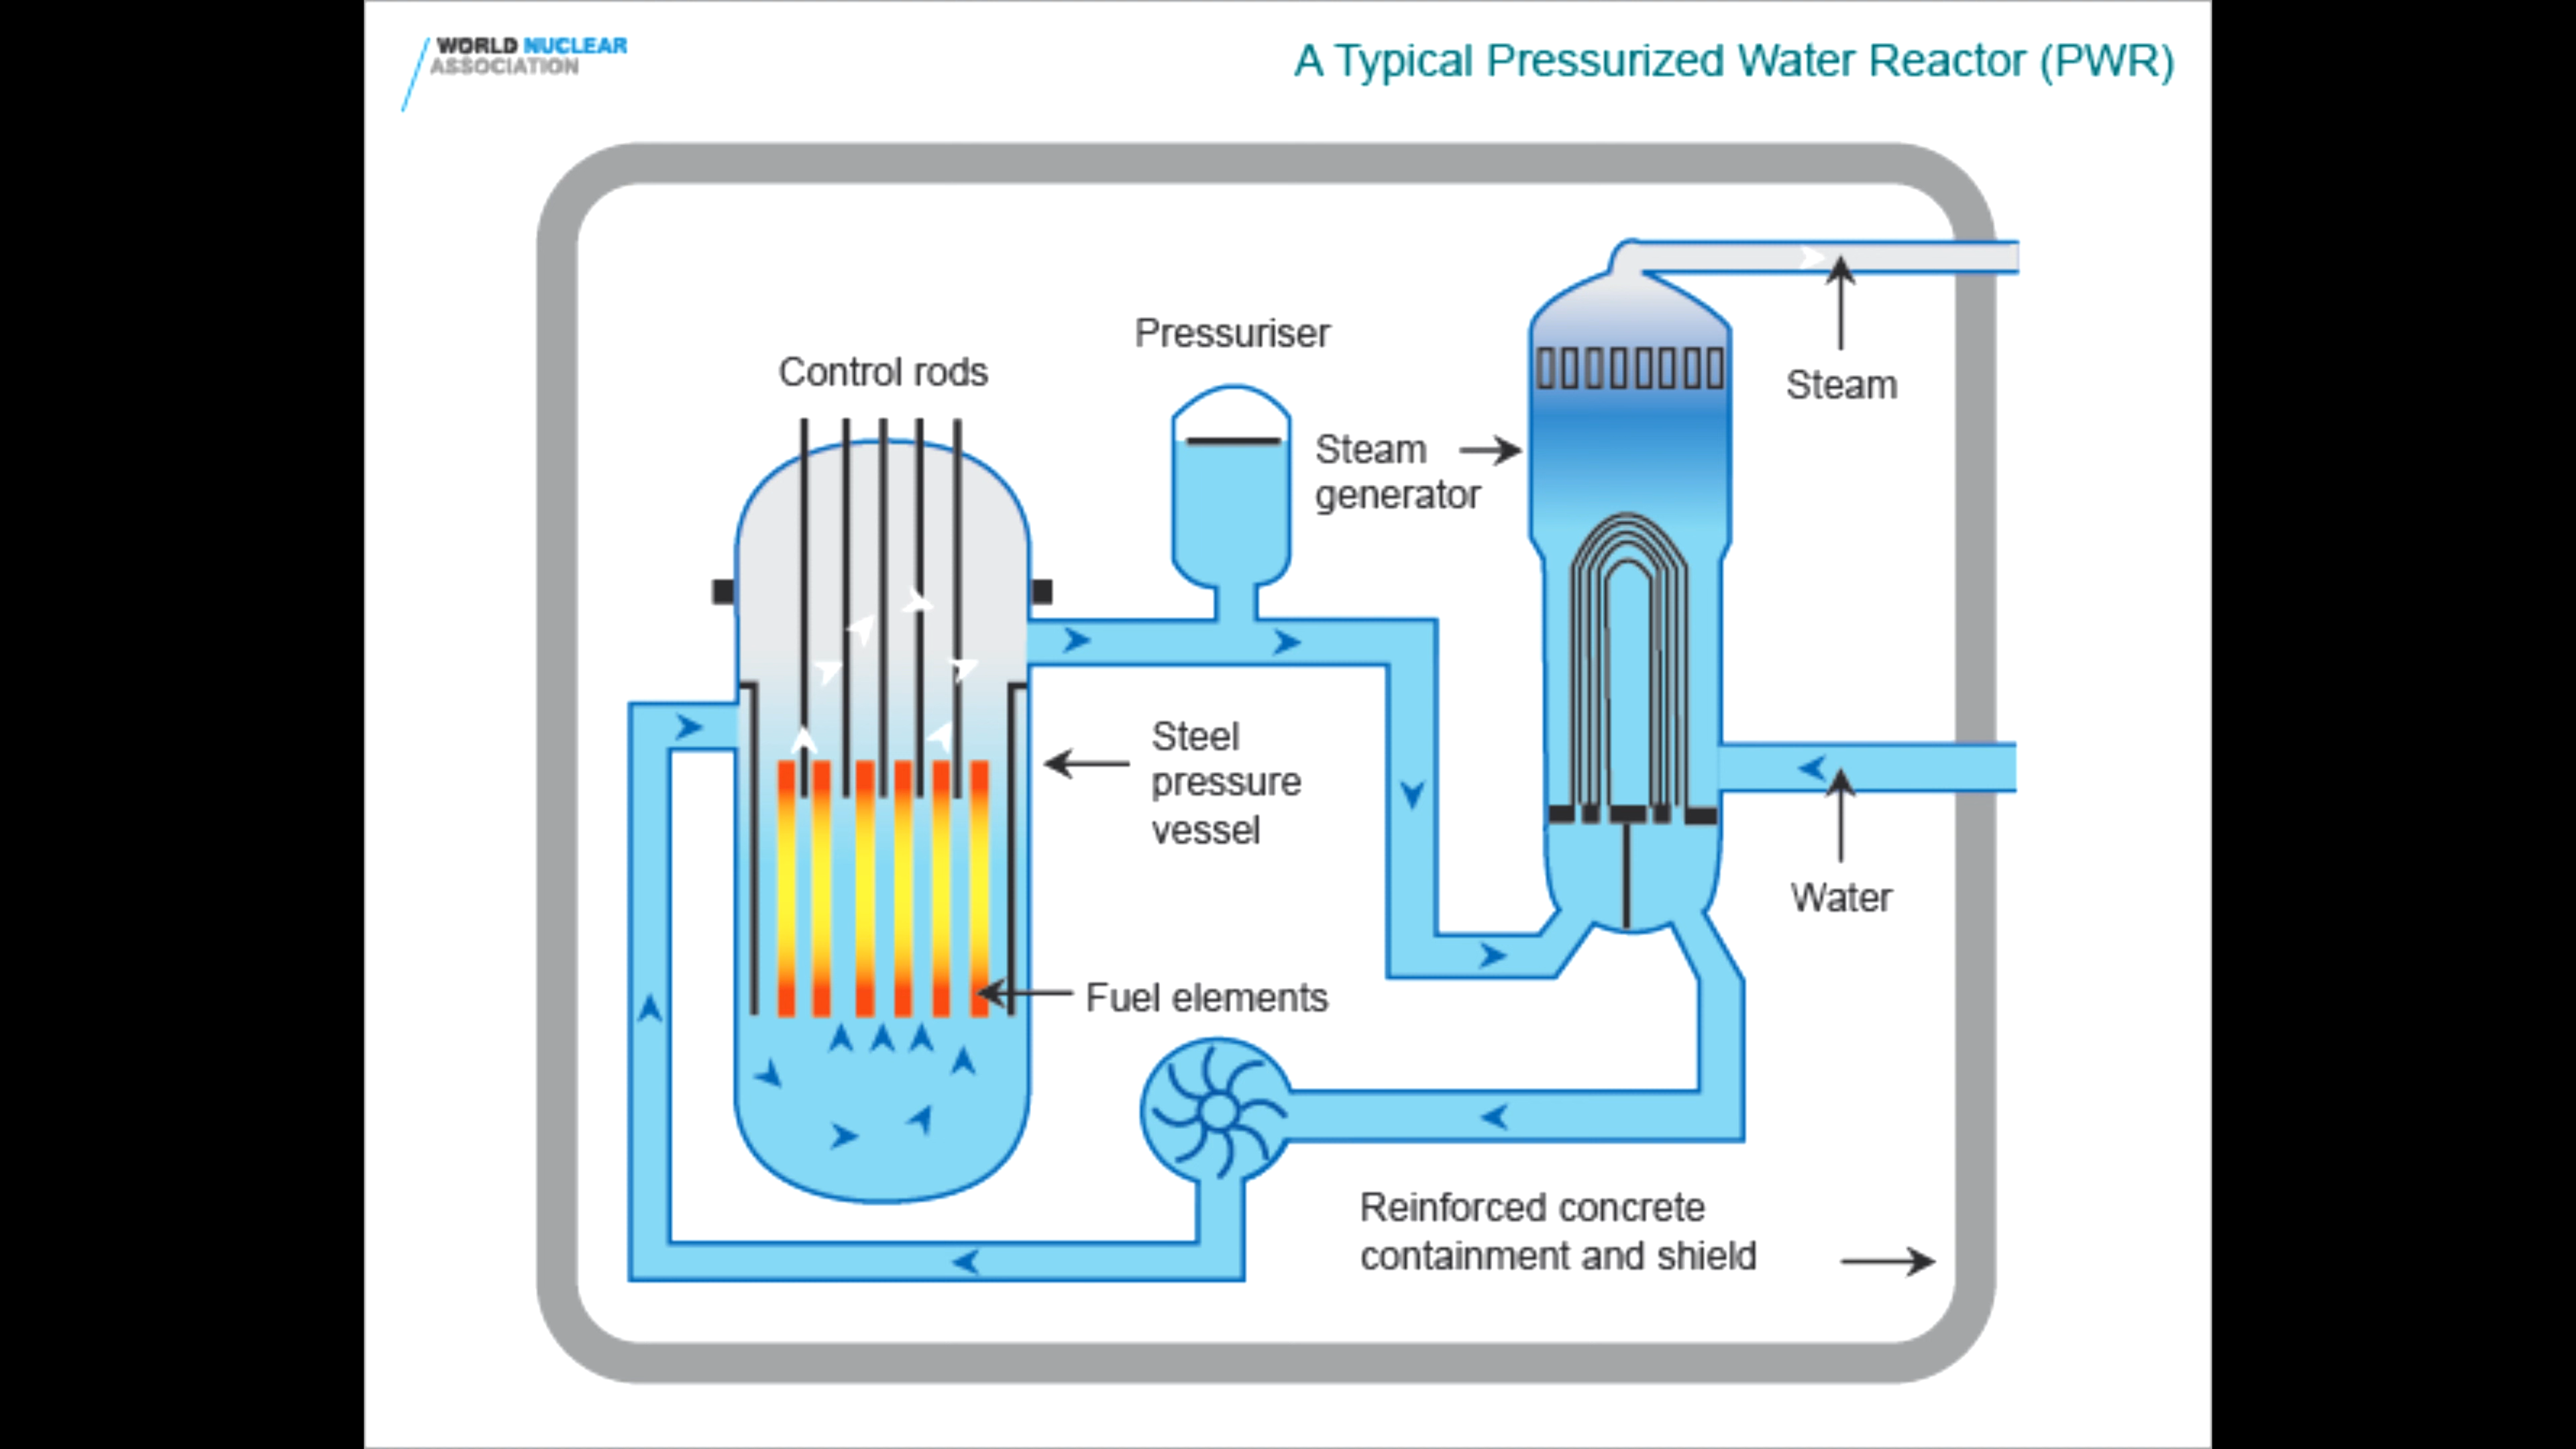 WORLD NUCLEAR
ASSOCIATION
A Typical Pressurized Water Reactor (PWR)
Pressuriser
Control rods
Steam
Steam
generator
Steel
pressure
vessel
Water
Fuel elements
Reinforced concrete
containment and shield